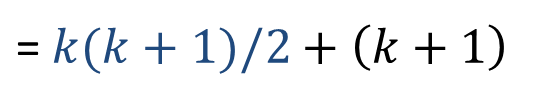 = k(k + 1)/2 + (k + 1)